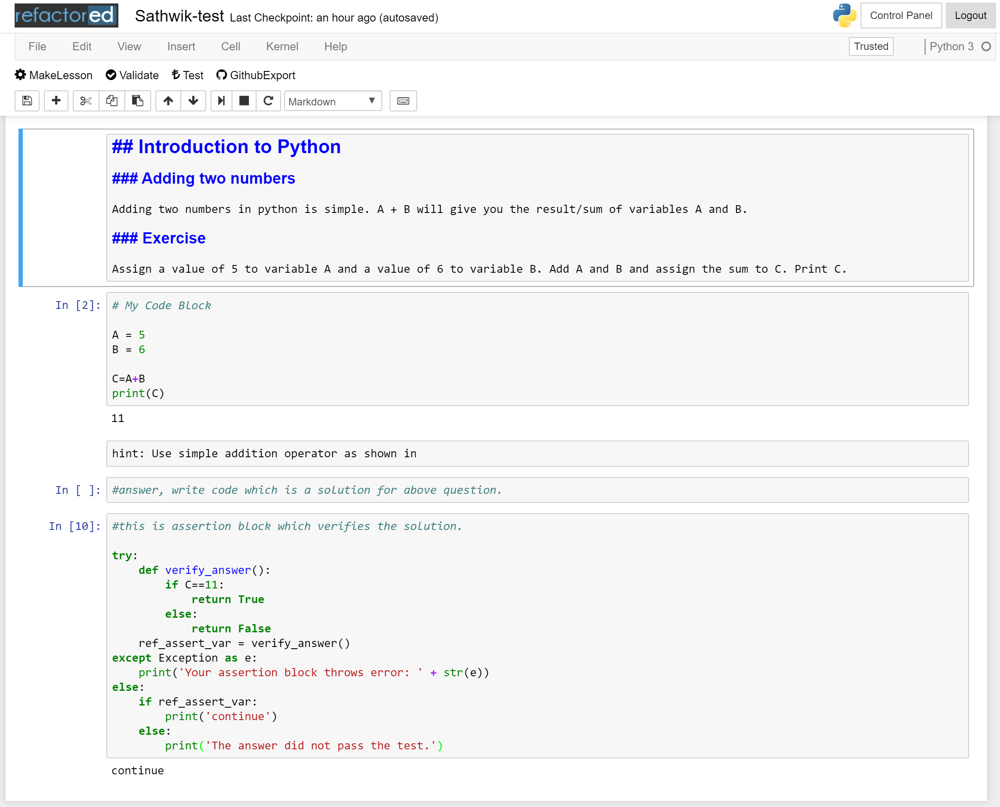 refactored Sathwik-test Last Checkpoint: an hour ago (autosaved) Control Panel Logout
File Edit View Insert Cell Kernel Help Trusted Python 3
MakeLesson Validate Test GithubExport
Markdown
## Introduction to Python
### Adding two numbers
Adding two numbers in python is simple. A + B will give you the result/sum of variables A and B.
### Exercise
Assign a value of 5 to variable A and a value of 6 to variable B. Add A and B and assign the sum to C. Print C.
In [2]: # My Code Block
A = 5
B = 6
C=A+B
print(C)
11
hint: Use simple addition operator as shown in
In [ ]: #answer, write code which is a solution for above question.
In [10]: #this is assertion block which verifies the solution.
try:
    def verify_answer():
        if C==11:
            return True
        else:
            return False
    ref_assert_var = verify_answer()
except Exception as e:
    print('Your assertion block throws error: ' + str(e))
else:
    if ref_assert_var:
        print('continue')
    else:
        print('The answer did not pass the test.')
continue